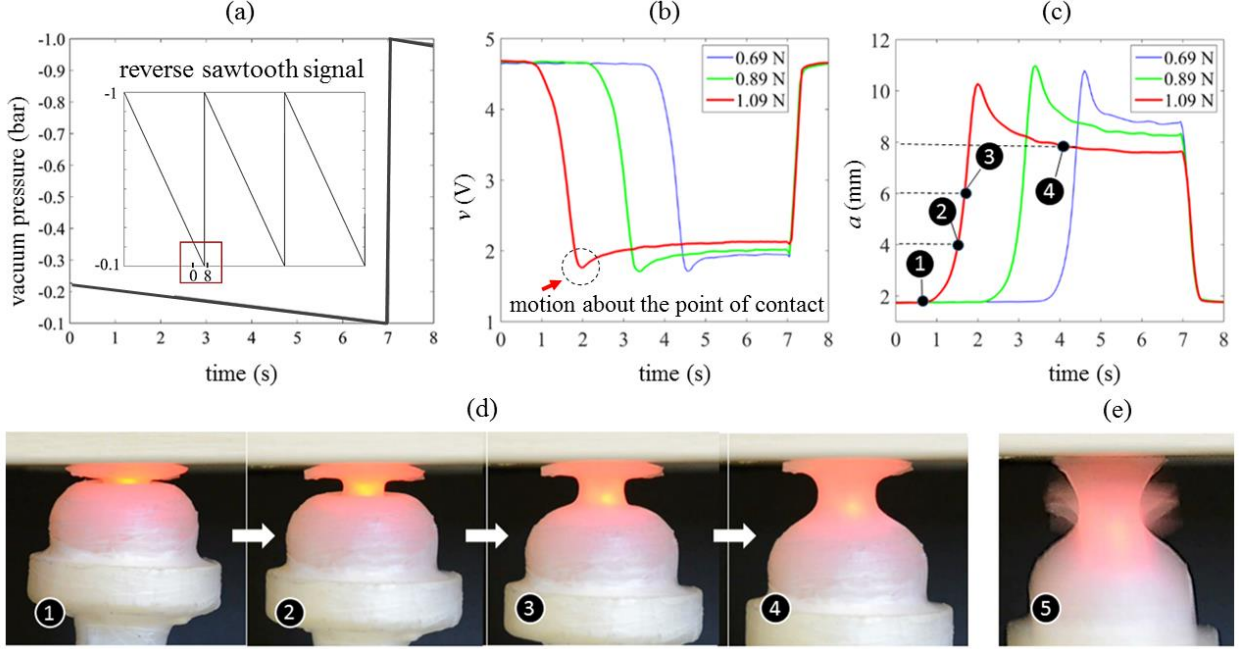 (a)
-1.0
-0.9
-0.8
-0.7
-0.6
-0.5
-0.4
-0.3
-0.2
-0.1
vacuum pressure (bar)
reverse sawtooth signal
-1
-0.1
0 8
0 1 2 3 4 5 6 7 8
time (s)
(b)
5
4
3
2
1
v (V)
0.69 N
0.89 N
1.09 N
motion about the point of contact
0 1 2 3 4 5 6 7 8
time (s)
(c)
12
10
8
6
4
2
a (mm)
0.69 N
0.89 N
1.09 N
3
4
2
1
0 1 2 3 4 5 6 7 8
time (s)
(d)
1
2
3
4
(e)
5